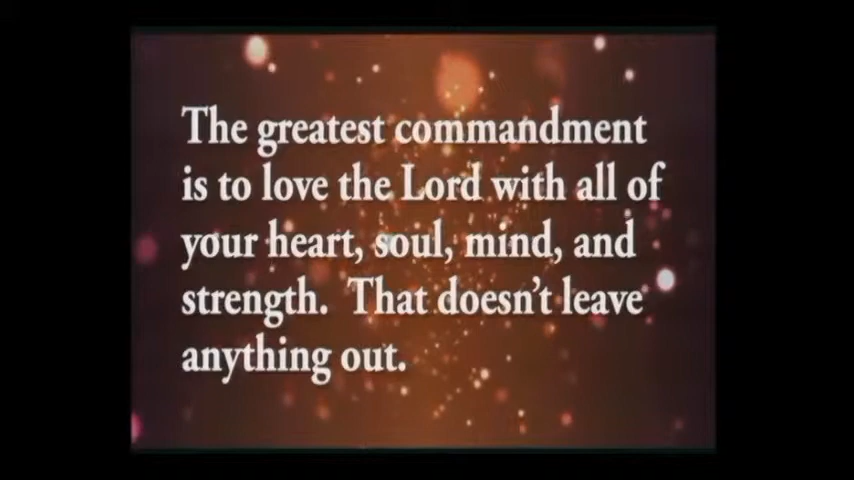 The greatest commandment
is to love the Lord with all of
your heart, soul, mind, and
strength.  That doesn't leave
anything out.